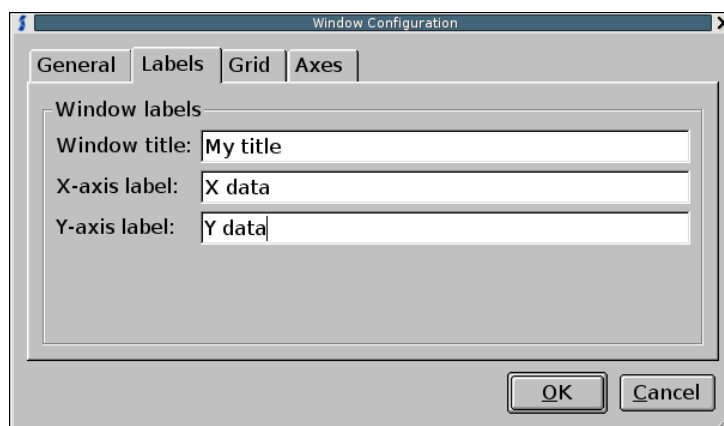 Window Configuration
General Labels Grid Axes
Window labels
Window title: My title
X-axis label: X data
Y-axis label: Y data
OK Cancel